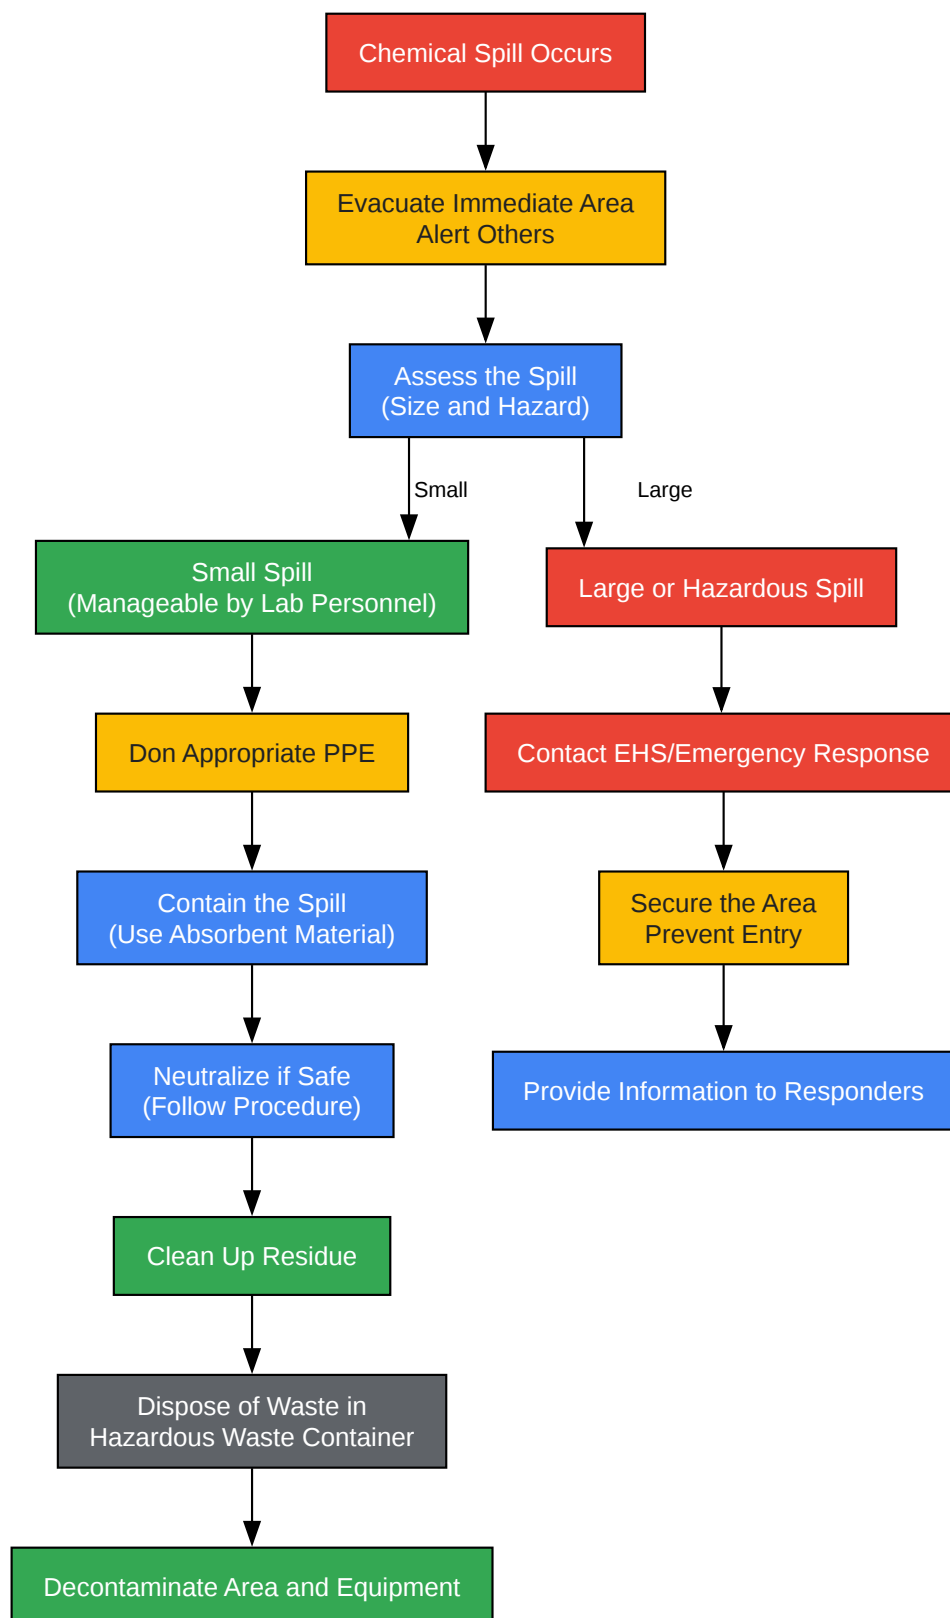 Chemical Spill Occurs
Evacuate Immediate Area
Alert Others
Assess the Spill
(Size and Hazard)
Small
Large
Small Spill
(Manageable by Lab Personnel)
Large or Hazardous Spill
Don Appropriate PPE
Contact EHS/Emergency Response
Contain the Spill
(Use Absorbent Material)
Secure the Area
Prevent Entry
Neutralize if Safe
(Follow Procedure)
Provide Information to Responders
Clean Up Residue
Dispose of Waste in
Hazardous Waste Container
Decontaminate Area and Equipment